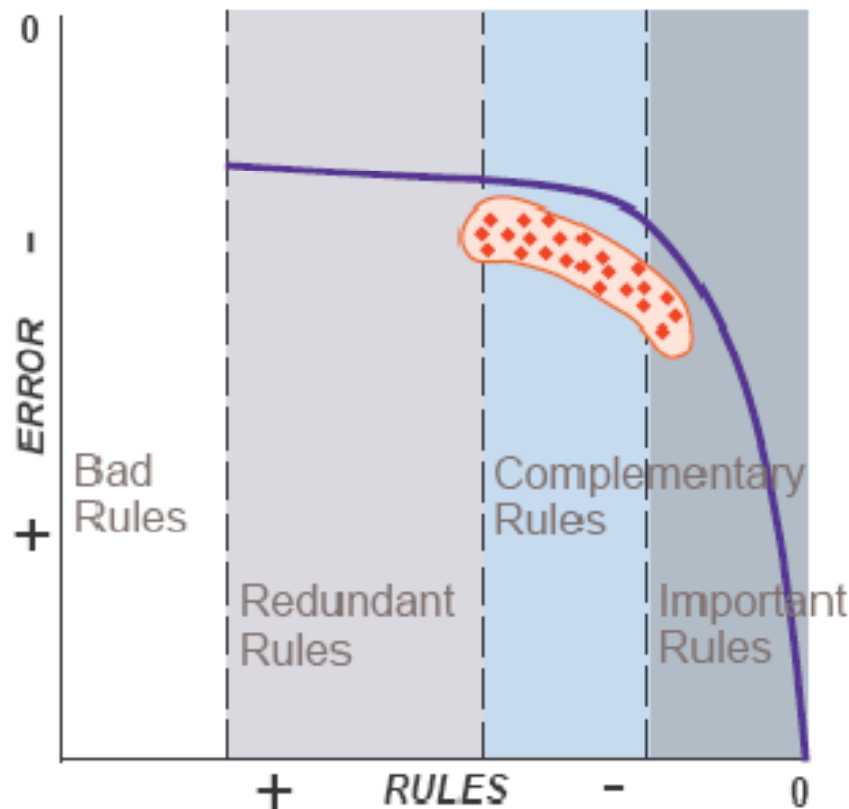 0
-
ERROR
+
Bad
Rules
Redundant
Rules
Complementary
Rules
Important
Rules
+ RULES - 0